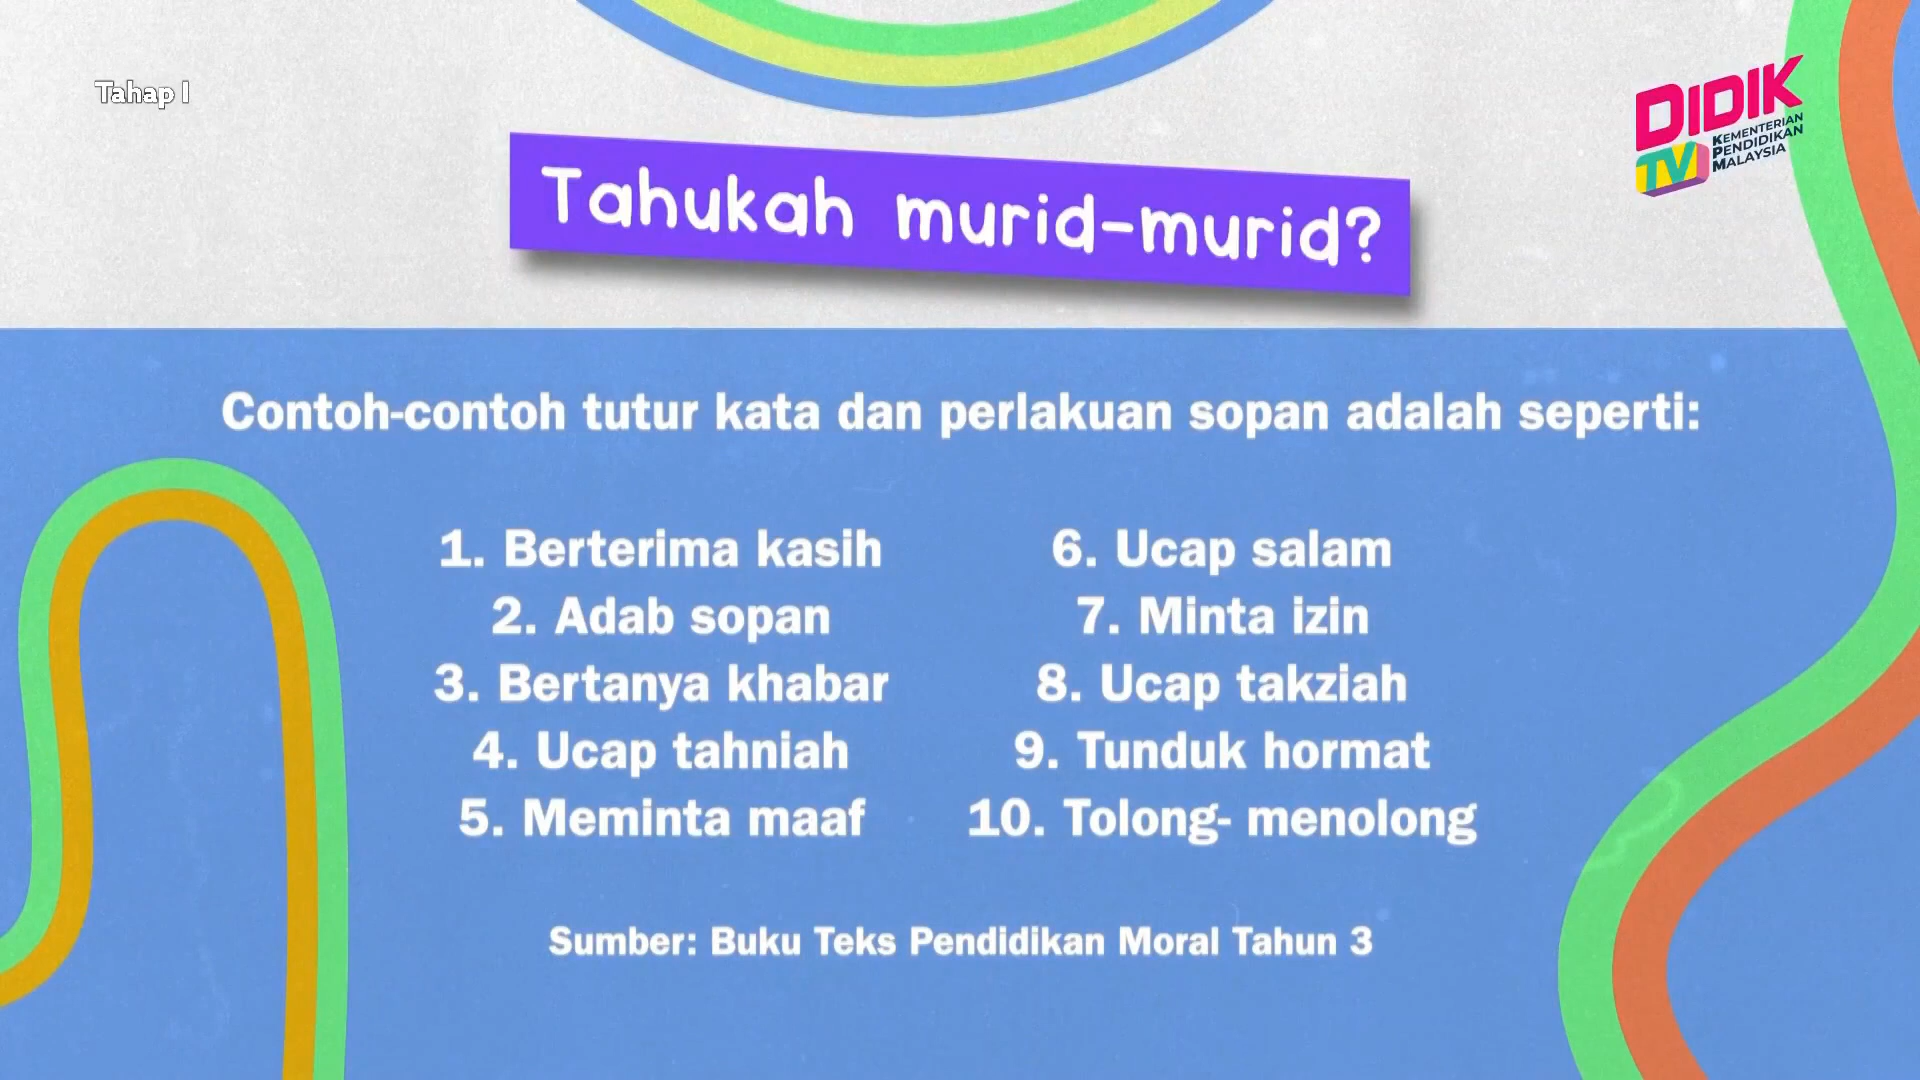 Tahap I
DIDIK
TV
KEMENTERIAN
PENDIDIKAN
MALAYSIA
Tahukah murid-murid?
Contoh-contoh tutur kata dan perlakuan sopan adalah seperti:
1. Berterima kasih
2. Adab sopan
3. Bertanya khabar
4. Ucap tahniah
5. Meminta maaf
6. Ucap salam
7. Minta izin
8. Ucap takziah
9. Tunduk hormat
10. Tolong- menolong
Sumber: Buku Teks Pendidikan Moral Tahun 3